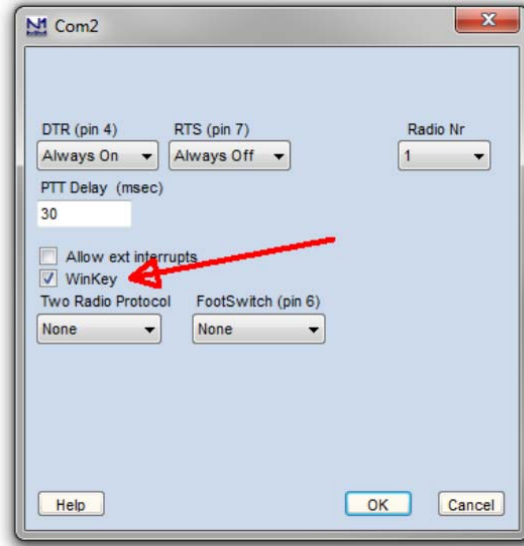 Com2
DTR (pin 4) RTS (pin 7) Radio Nr
Always On Always Off 1
PTT Delay (msec)
30
Allow ext interrupts
WinKey
Two Radio Protocol FootSwitch (pin 6)
None None
Help OK Cancel